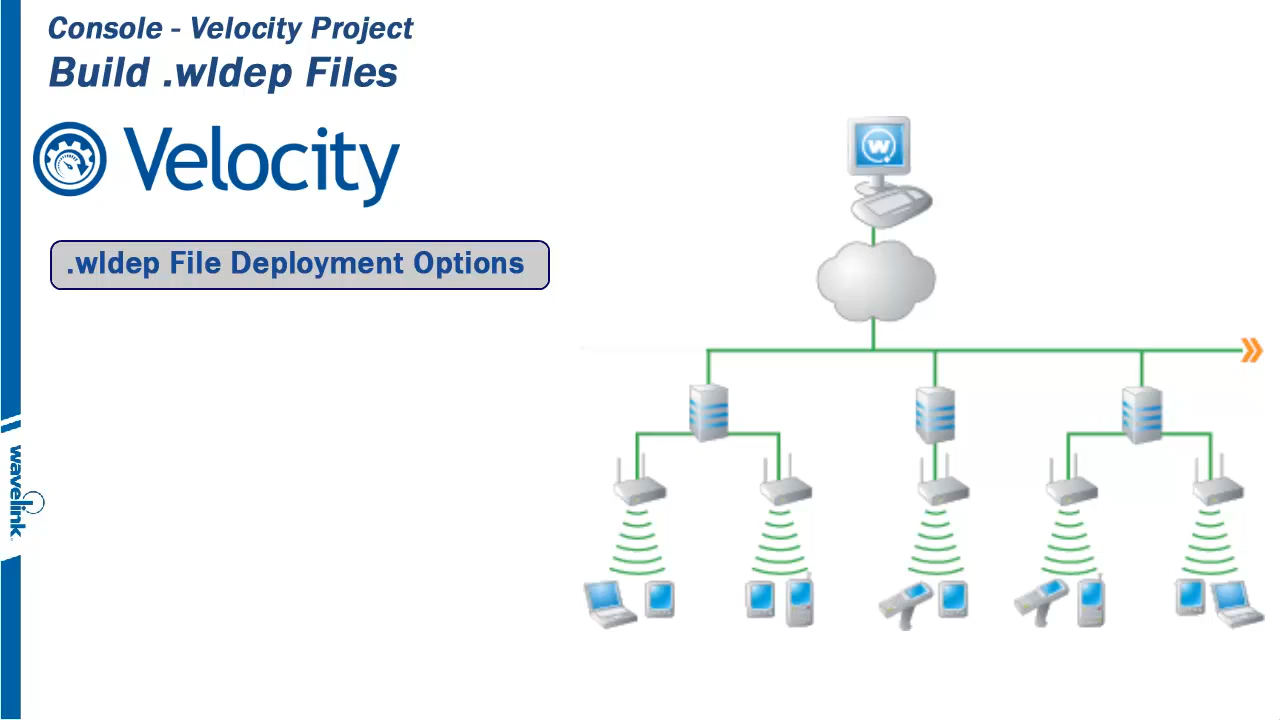 Console - Velocity Project
Build .wldep Files
Velocity
.wldep File Deployment Options
w
wavelink